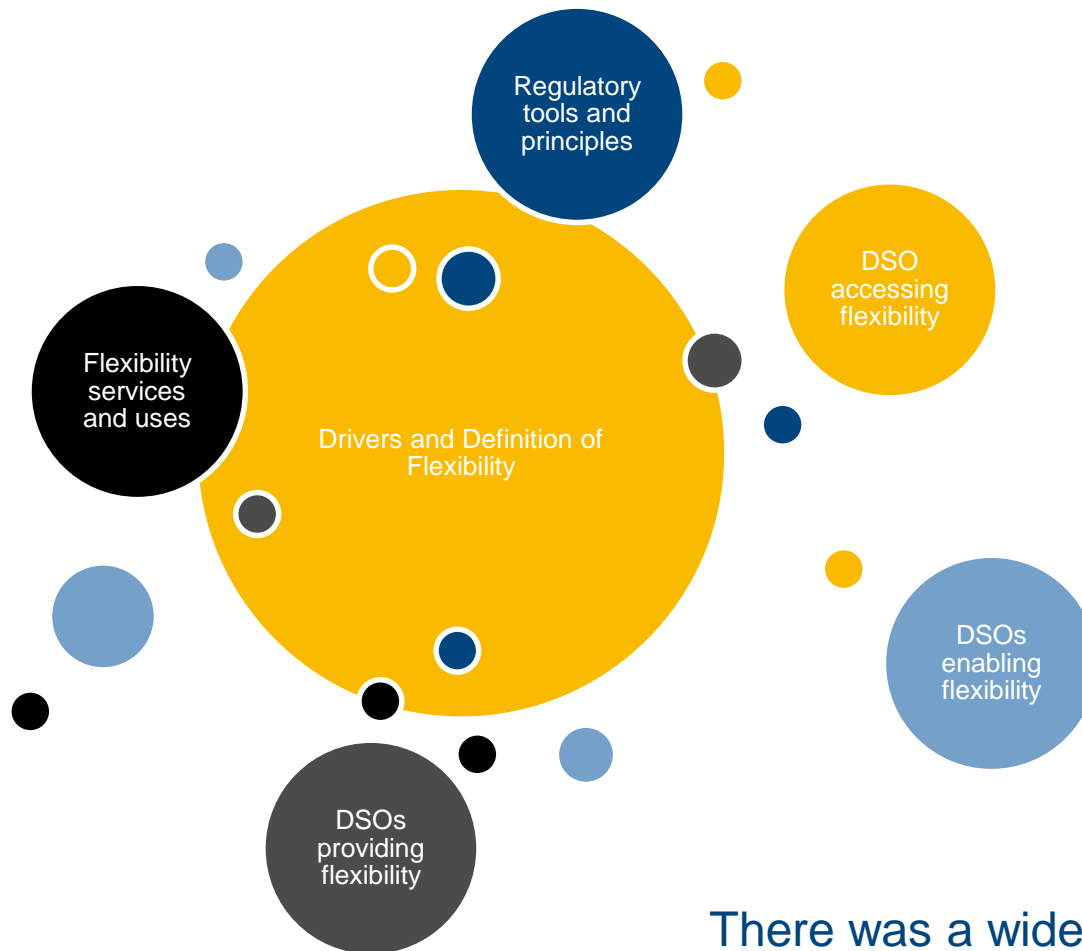 Regulatory
tools and
principles
DSO
accessing
flexibility
Flexibility
services
and uses
Drivers and Definition of
Flexibility
DSOs
enabling
flexibility
DSOs
providing
flexibility
There was a wide